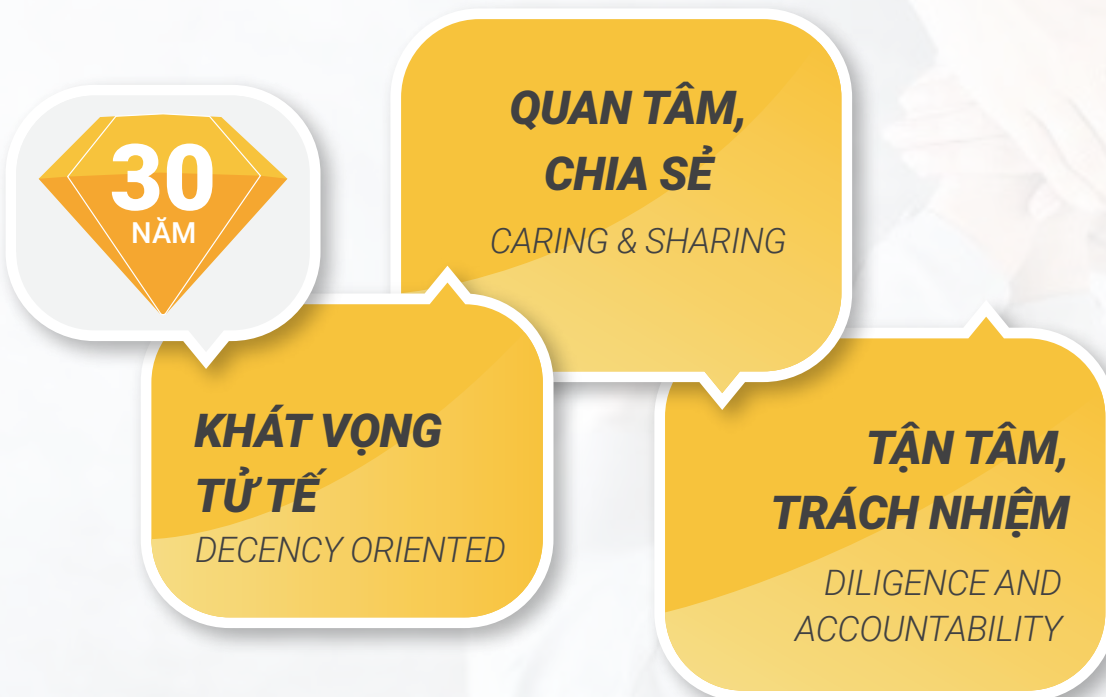 30
NĂM
QUAN TÂM,
CHIA SẺ
CARING & SHARING
KHÁT VỌNG
TỬ TẾ
DECENCY ORIENTED
TẬN TÂM,
TRÁCH NHIỆM
DILIGENCE AND
ACCOUNTABILITY